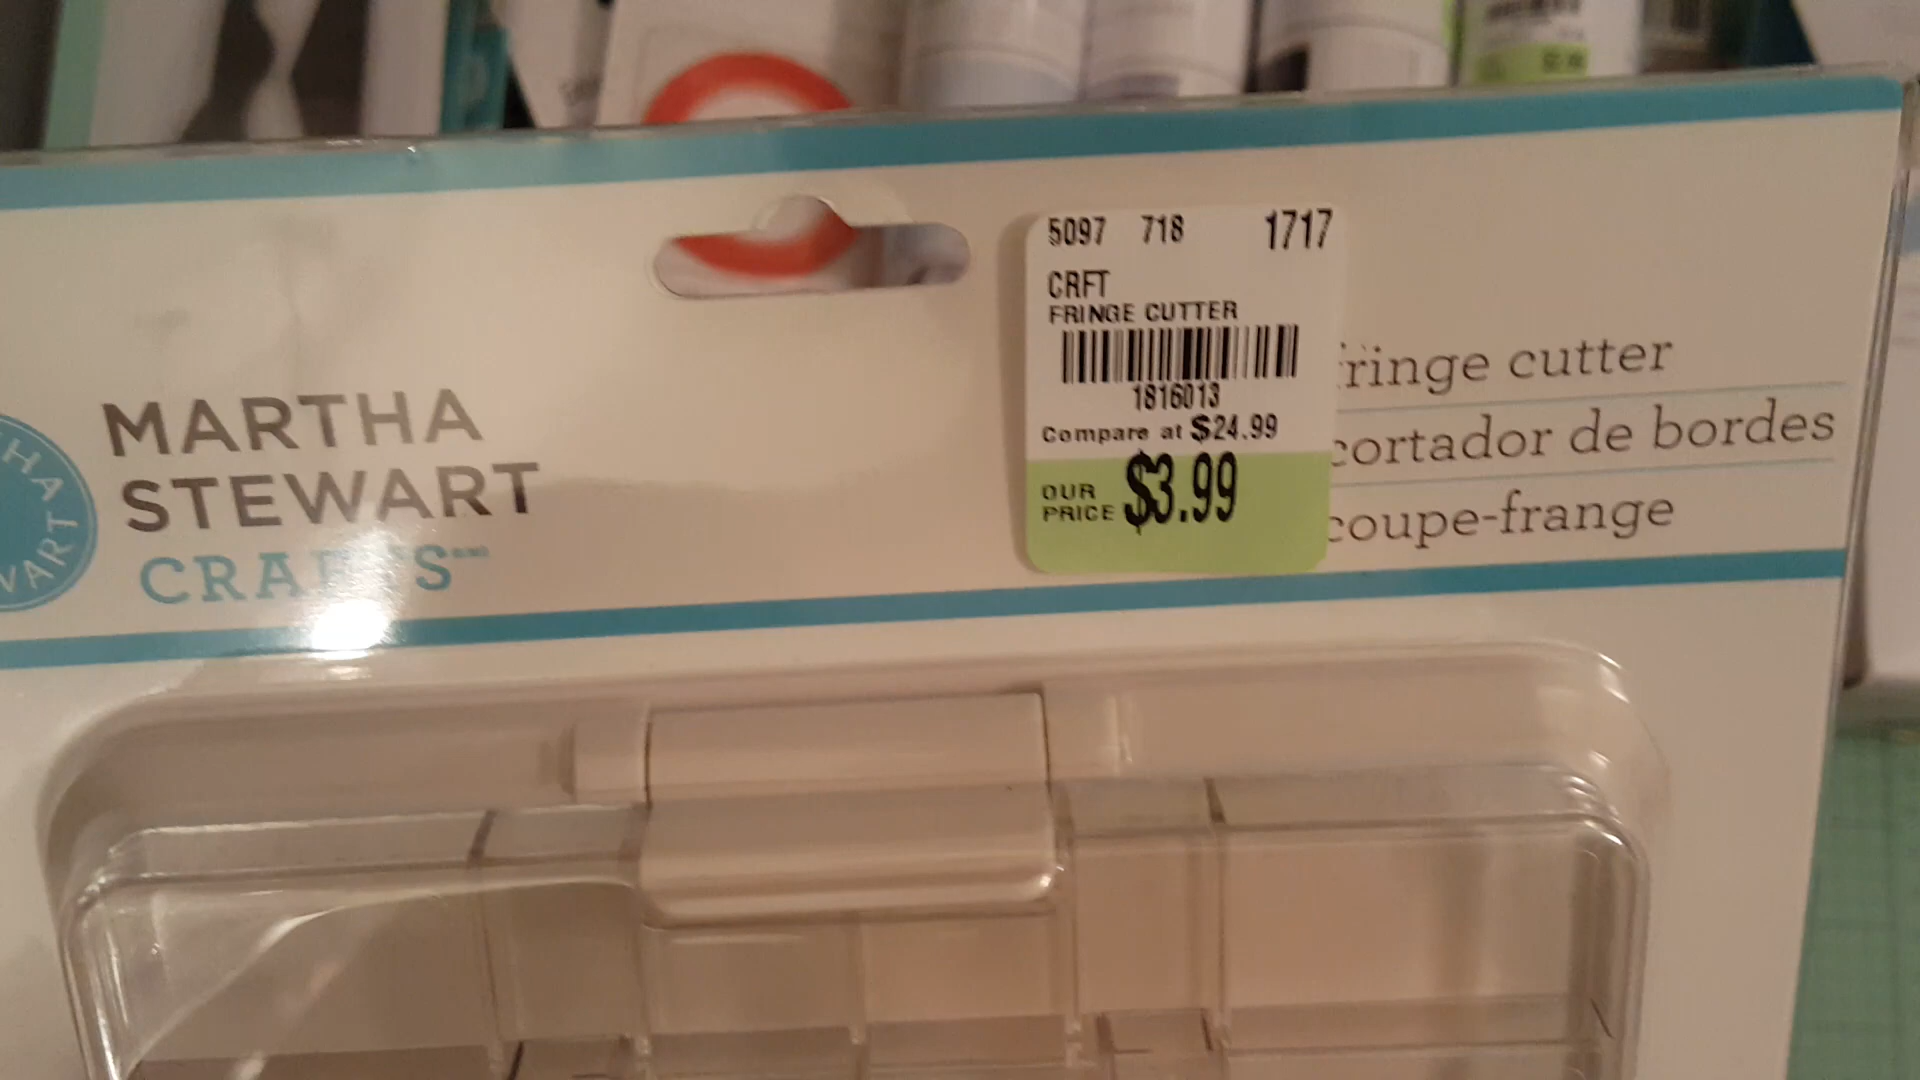 5097 718 1717
CRFT
FRINGE CUTTER
1816013
Compare at $24.99
OUR PRICE $3.99
MARTHA
STEWART
CRAFTS
ringe cutter
cortador de bordes
coupe-frange